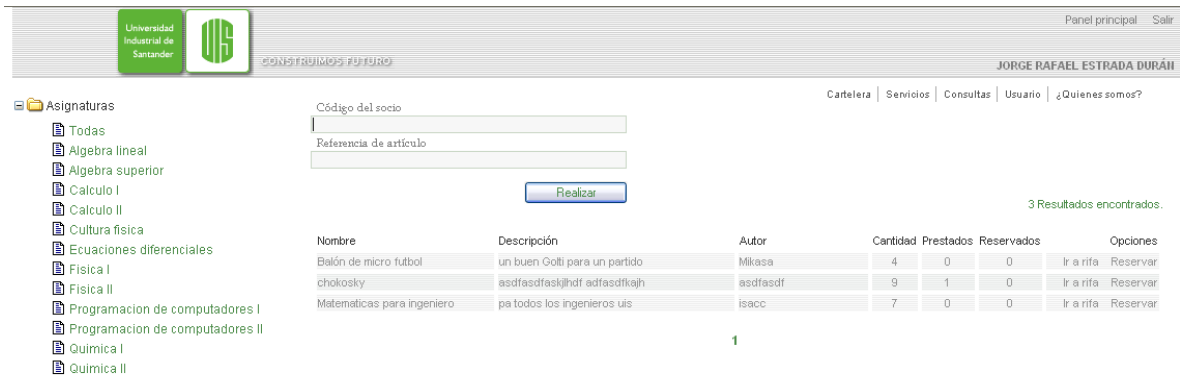 Universidad
Industrial de
Santander
UIS
CONSTRUIMOS FUTURO
Panel principal Salir
JORGE RAFAEL ESTRADA DURÁN
Cartelera | Servicios | Consultas | Usuario | ¿Quienes somos?
Asignaturas
Todas
Algebra lineal
Algebra superior
Calculo I
Calculo II
Cultura fisica
Ecuaciones diferenciales
Fisica I
Fisica II
Programacion de computadores I
Programacion de computadores II
Quimica I
Quimica II
Código del socio
Referencia de artículo
Realizar
3 Resultados encontrados.
Nombre Descripción Autor Cantidad Prestados Reservados Opciones
Balón de micro futbol un buen Golti para un partido Mikasa 4 0 0 Ir a rifa Reservar
chokosky asdfasdfaskjlhdf adfasdfkajh asdfasdf 9 1 0 Ir a rifa Reservar
Matematicas para ingeniero pa todos los ingenieros uis isacc 7 0 0 Ir a rifa Reservar
1